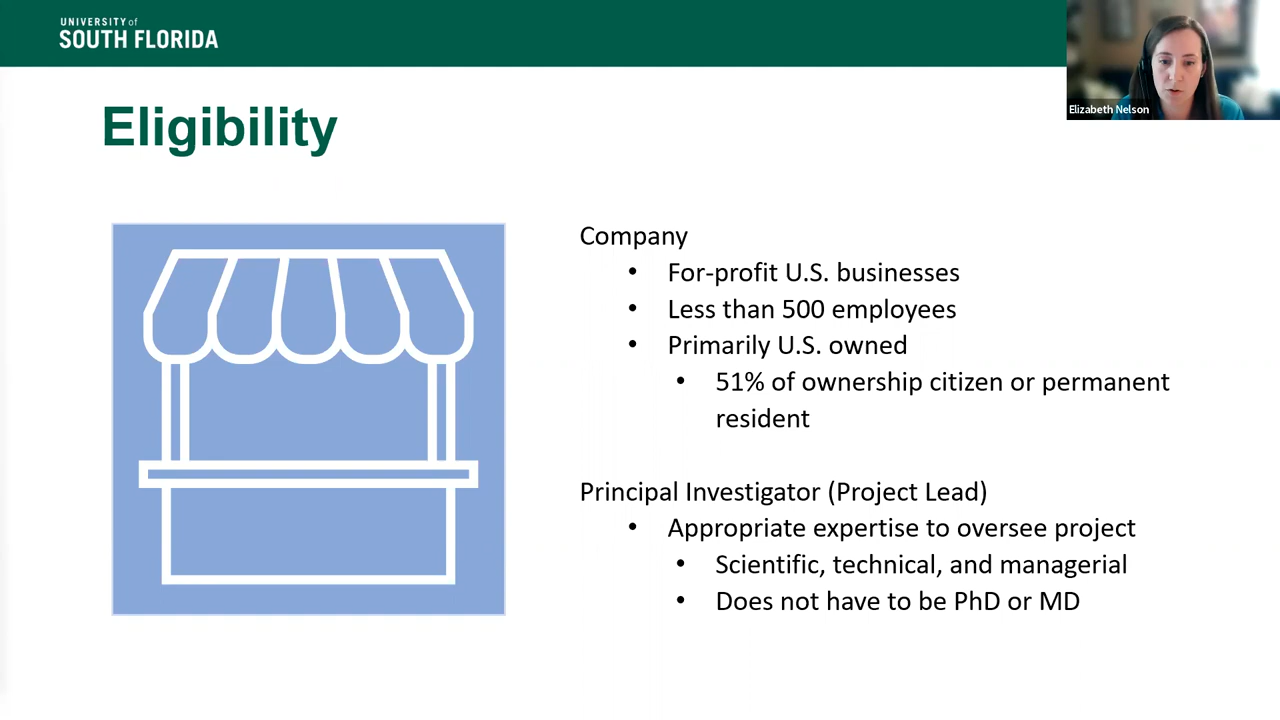 UNIVERSITY of
SOUTH FLORIDA
Elizabeth Nelson
Eligibility
Company
• For-profit U.S. businesses
• Less than 500 employees
• Primarily U.S. owned
• 51% of ownership citizen or permanent
resident
Principal Investigator (Project Lead)
• Appropriate expertise to oversee project
• Scientific, technical, and managerial
• Does not have to be PhD or MD